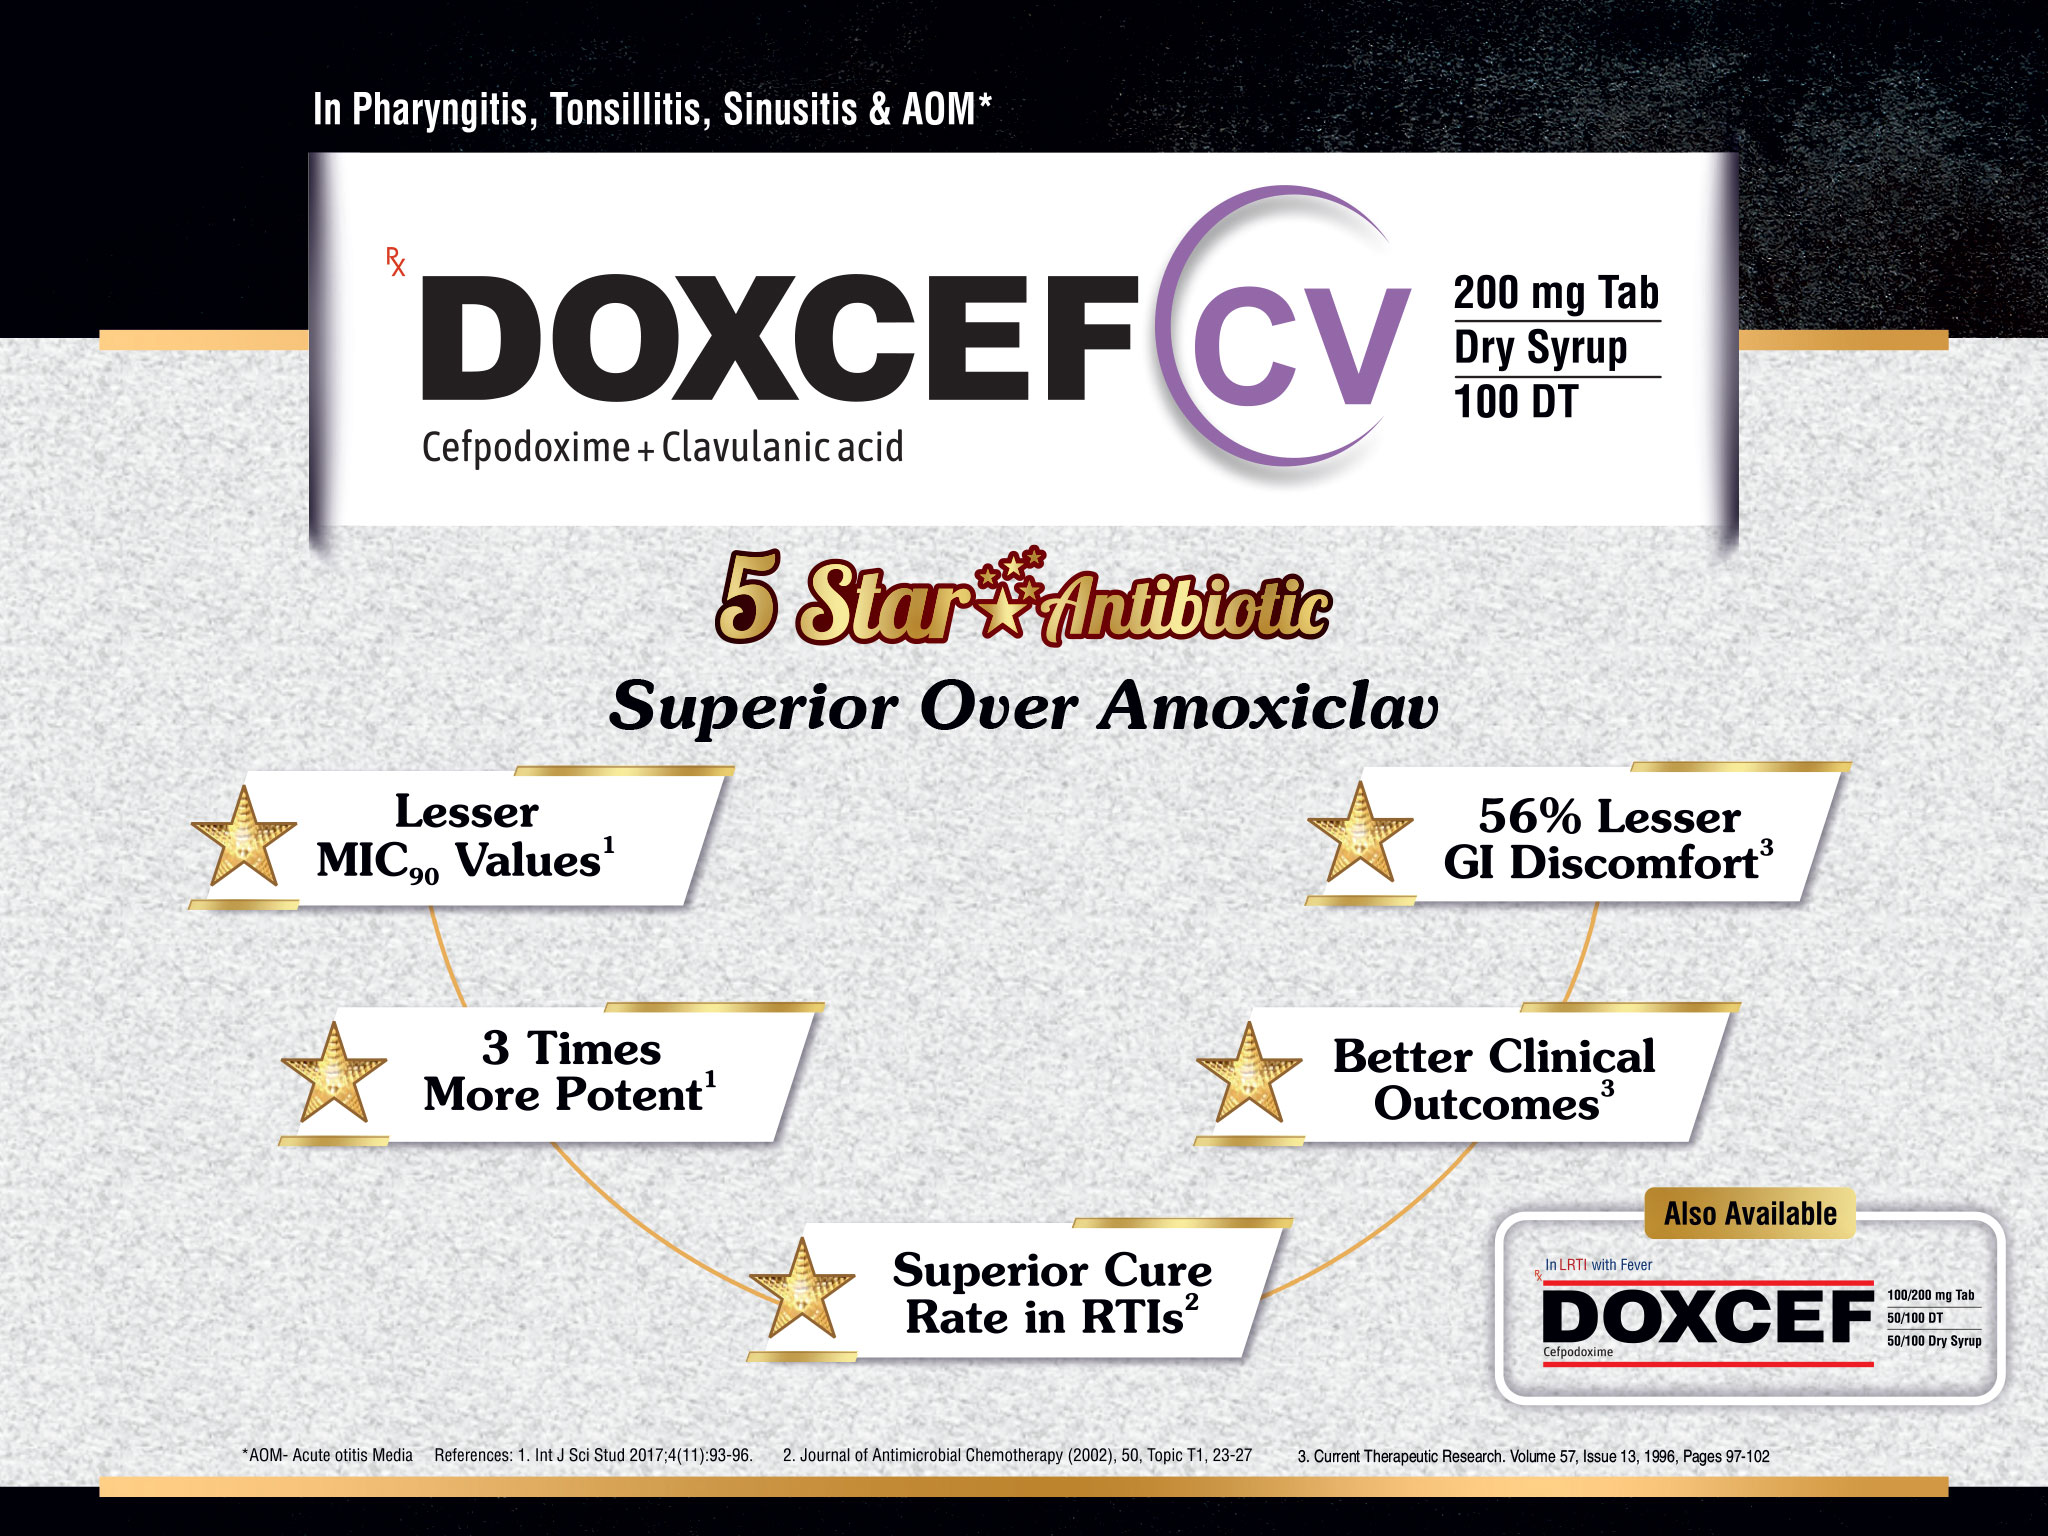 In Pharyngitis, Tonsillitis, Sinusitis & AOM*
Rx
DOXCEF CV
Cefpodoxime + Clavulanic acid
200 mg Tab
Dry Syrup
100 DT
5 Star Antibiotic
Superior Over Amoxiclav
Lesser
MIC90 Values1
56% Lesser
GI Discomfort3
3 Times
More Potent1
Better Clinical
Outcomes3
Superior Cure
Rate in RTIs2
Also Available
In LRTI with Fever
Rx
DOXCEF
Cefpodoxime
100/200 mg Tab
50/100 DT
50/100 Dry Syrup
*AOM- Acute otitis Media References: 1. Int J Sci Stud 2017;4(11):93-96. 2. Journal of Antimicrobial Chemotherapy (2002), 50, Topic T1, 23-27 3. Current Therapeutic Research. Volume 57, Issue 13, 1996, Pages 97-102